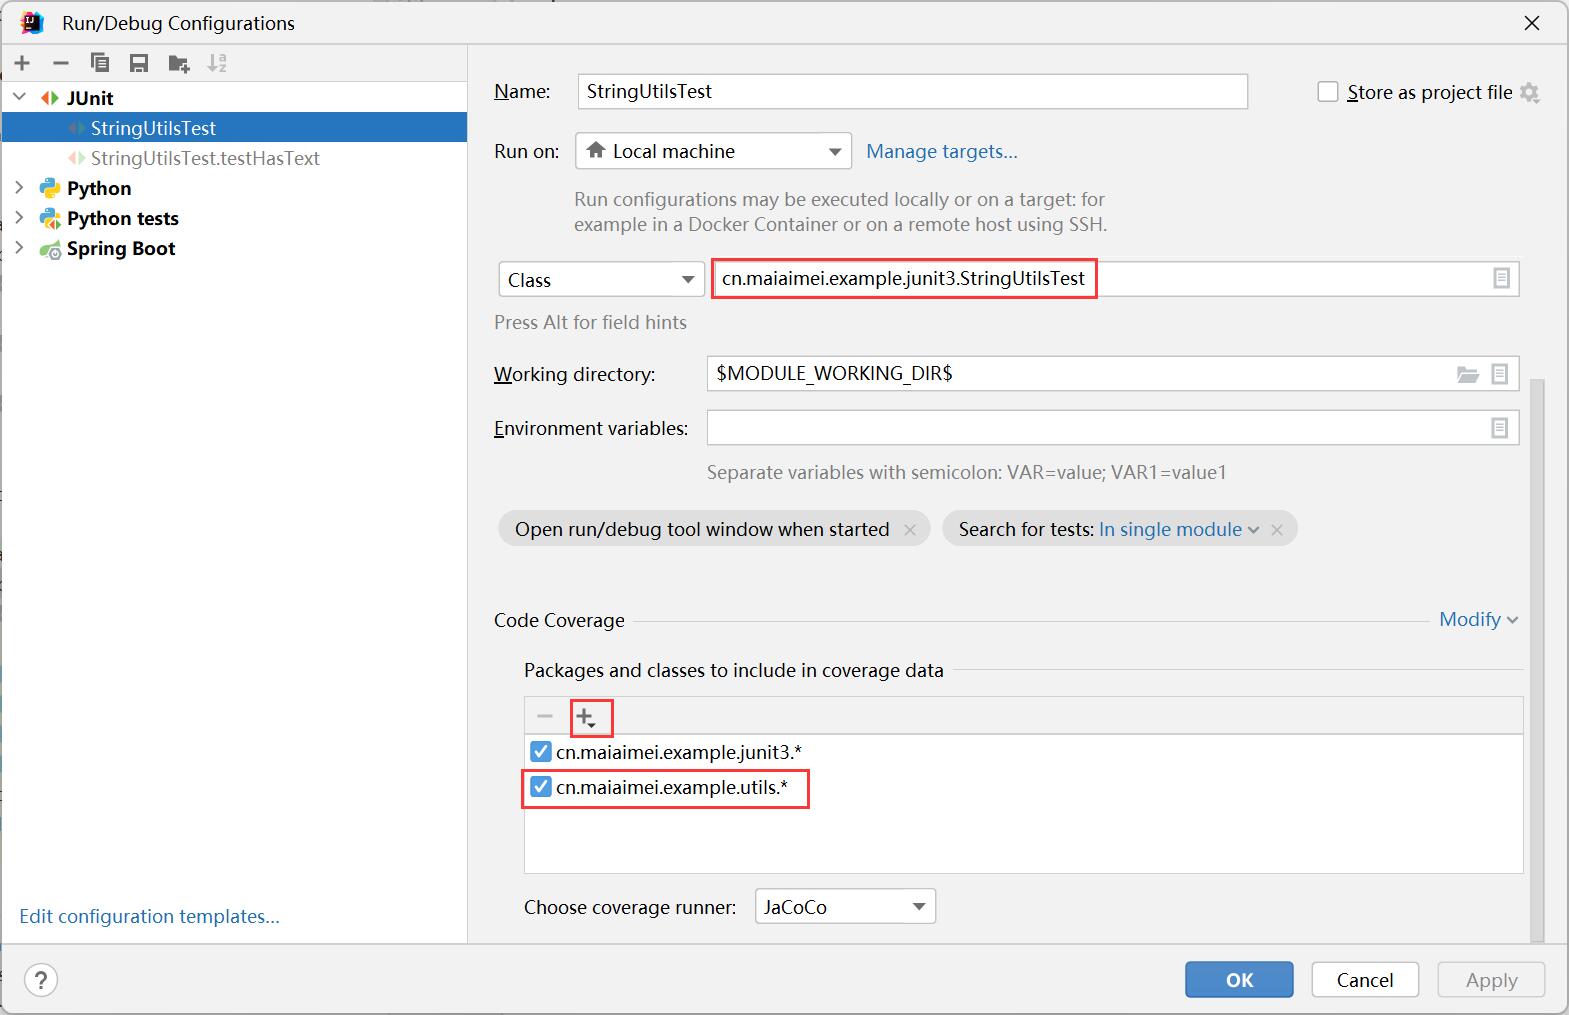 Run/Debug Configurations
JUnit
StringUtilsTest
StringUtilsTest.testHasText
Python
Python tests
Spring Boot
Edit configuration templates...
Name: StringUtilsTest
Store as project file
Run on: Local machine
Manage targets...
Run configurations may be executed locally or on a target: for
example in a Docker Container or on a remote host using SSH.
Class
cn.maiaimei.example.junit3.StringUtilsTest
Press Alt for field hints
Working directory: $MODULE_WORKING_DIR$
Environment variables:
Separate variables with semicolon: VAR=value; VAR1=value1
Open run/debug tool window when started
Search for tests: In single module
Code Coverage
Modify
Packages and classes to include in coverage data
cn.maiaimei.example.junit3.*
cn.maiaimei.example.utils.*
Choose coverage runner: JaCoCo
?
OK
Cancel
Apply